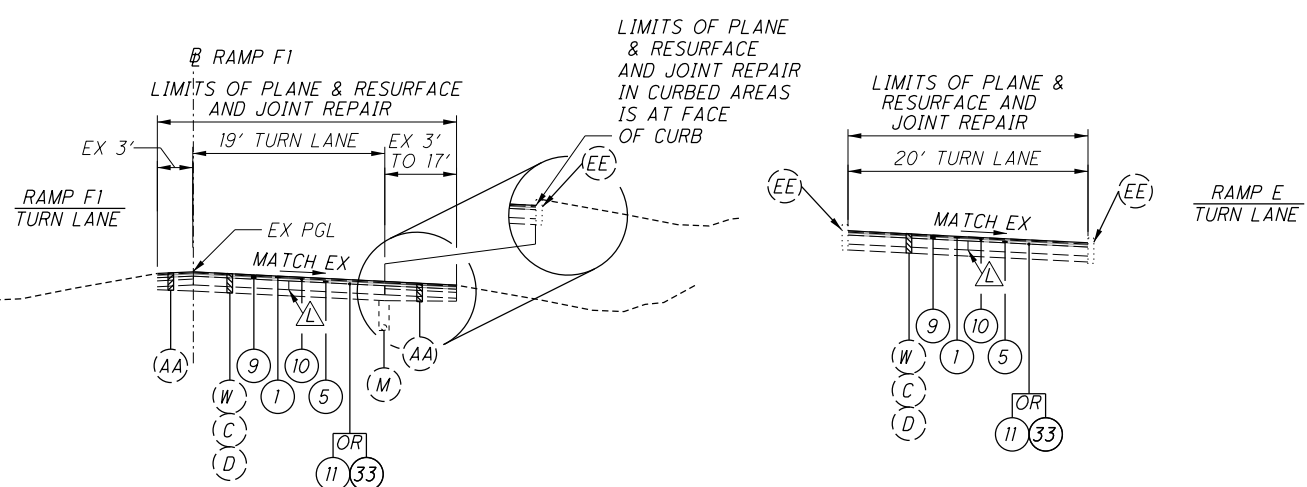 LIMITS OF PLANE
& RESURFACE
AND JOINT REPAIR
IN CURBED AREAS
IS AT FACE
OF CURB
RAMP F1
LIMITS OF PLANE & RESURFACE
AND JOINT REPAIR
EX 3'
19' TURN LANE
EX 3'
TO 17'
EE
RAMP F1
TURN LANE
EX PGL
MATCH EX
L
AA
W
C
D
9
1
10
5
OR
11
33
M
AA
LIMITS OF PLANE &
RESURFACE AND
JOINT REPAIR
20' TURN LANE
EE
EE
RAMP E
TURN LANE
MATCH EX
L
W
C
D
9
1
10
5
OR
11
33